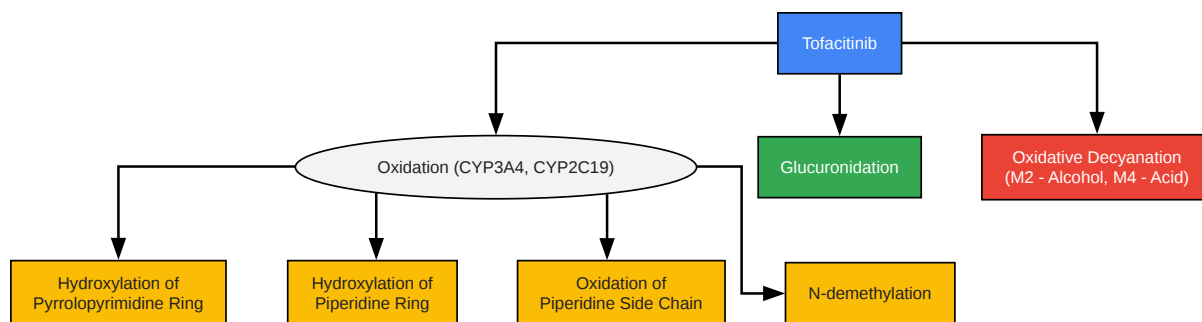 Tofacitinib
Oxidation (CYP3A4, CYP2C19)
Glucuronidation
Oxidative Decyanation
(M2 - Alcohol, M4 - Acid)
Hydroxylation of
Pyrrolopyrimidine Ring
Hydroxylation of
Piperidine Ring
Oxidation of
Piperidine Side Chain
N-demethylation